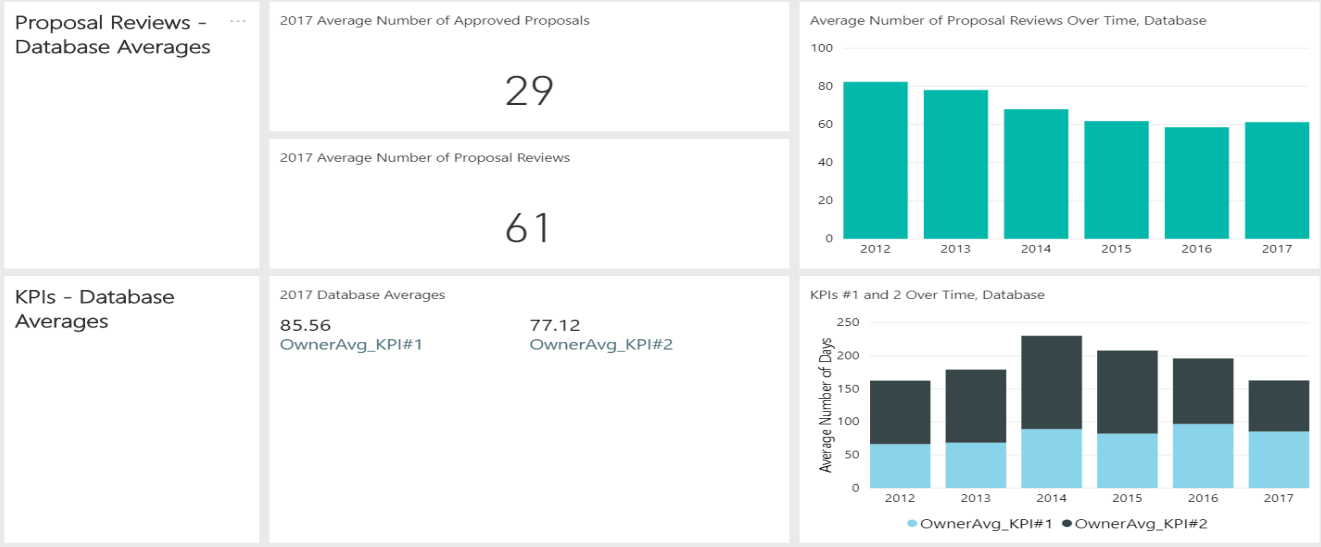 Proposal Reviews - ...
Database Averages
2017 Average Number of Approved Proposals
29
2017 Average Number of Proposal Reviews
61
Average Number of Proposal Reviews Over Time, Database
100
80
60
40
20
0
2012 2013 2014 2015 2016 2017
KPIs - Database
Averages
2017 Database Averages
85.56 77.12
OwnerAvg_KPI#1 OwnerAvg_KPI#2
KPIs #1 and 2 Over Time, Database
Average Number of Days
250
200
150
100
50
0
2012 2013 2014 2015 2016 2017
OwnerAvg_KPI#1 OwnerAvg_KPI#2